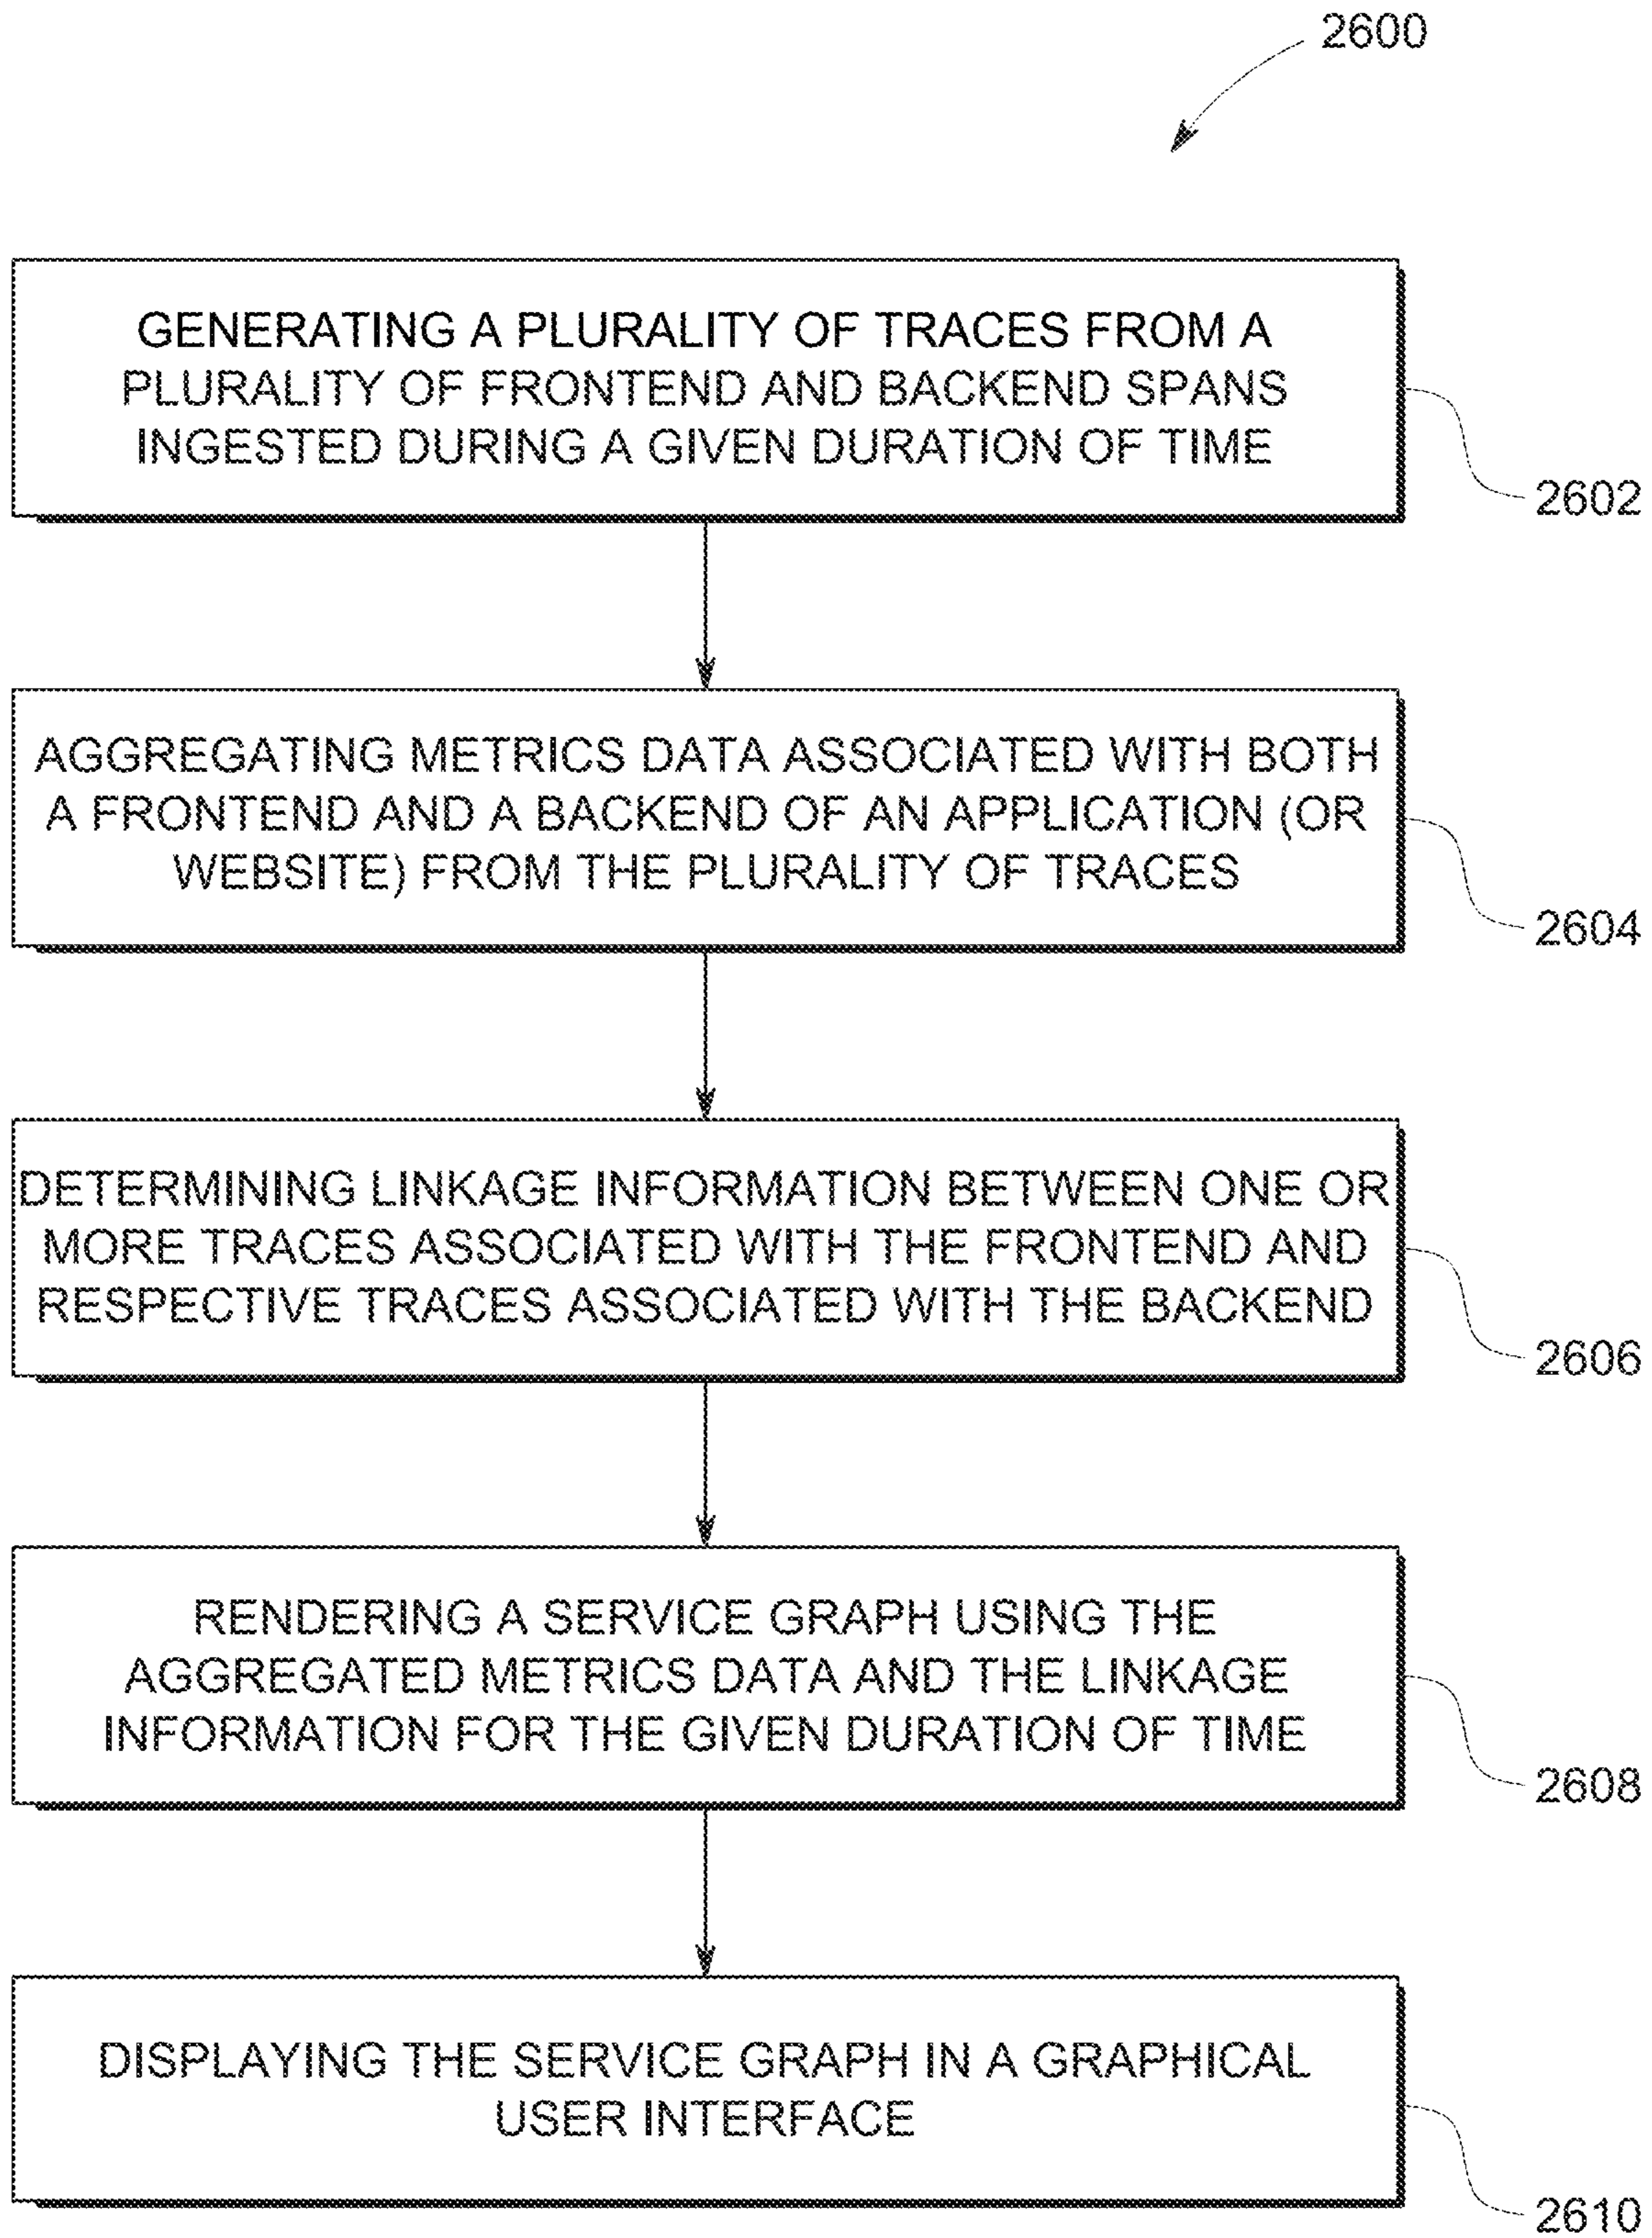 2600
GENERATING A PLURALITY OF TRACES FROM A
PLURALITY OF FRONTEND AND BACKEND SPANS
INGESTED DURING A GIVEN DURATION OF TIME
2602
AGGREGATING METRICS DATA ASSOCIATED WITH BOTH
A FRONTEND AND A BACKEND OF AN APPLICATION (OR
WEBSITE) FROM THE PLURALITY OF TRACES
2604
DETERMINING LINKAGE INFORMATION BETWEEN ONE OR
MORE TRACES ASSOCIATED WITH THE FRONTEND AND
RESPECTIVE TRACES ASSOCIATED WITH THE BACKEND
2606
RENDERING A SERVICE GRAPH USING THE
AGGREGATED METRICS DATA AND THE LINKAGE
INFORMATION FOR THE GIVEN DURATION OF TIME
2608
DISPLAYING THE SERVICE GRAPH IN A GRAPHICAL
USER INTERFACE
2610